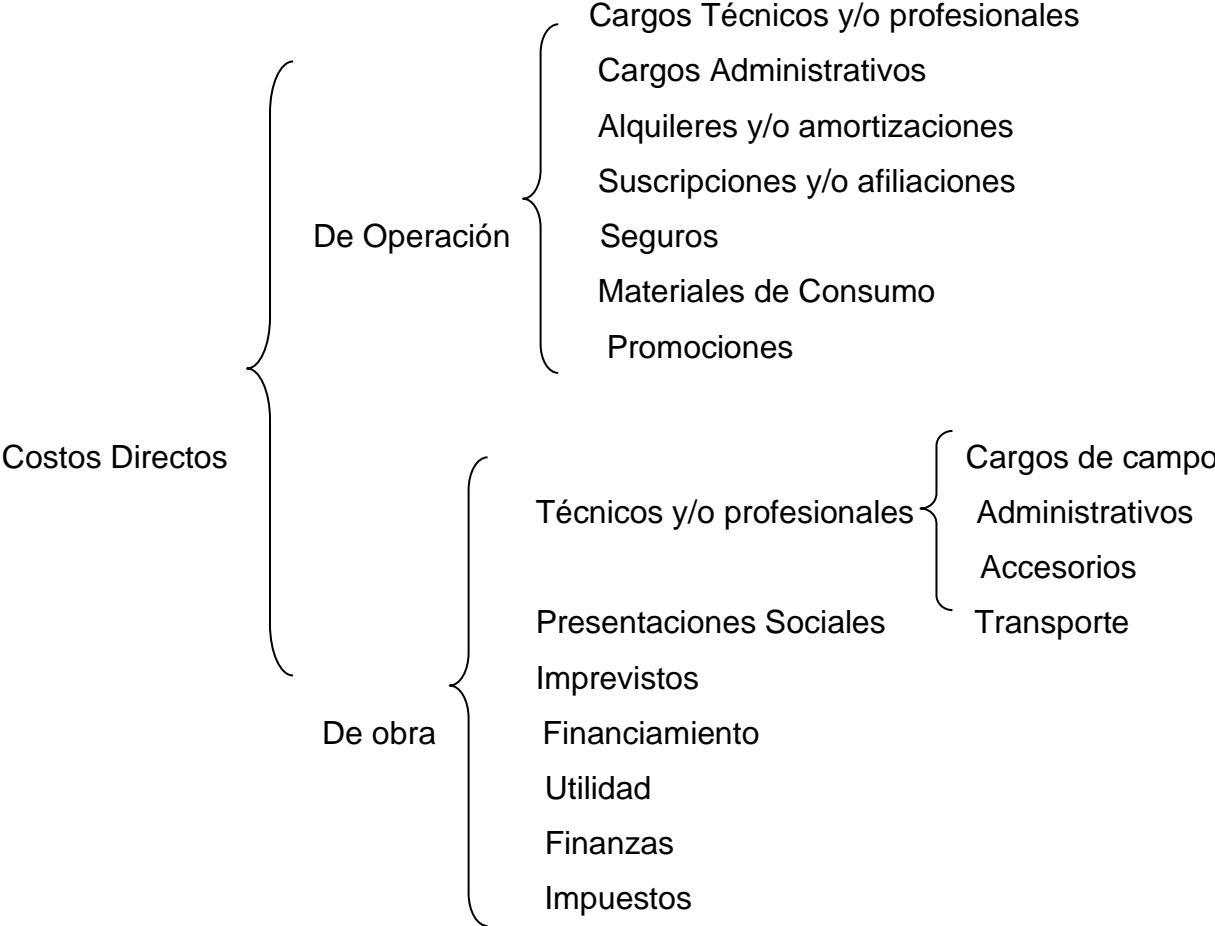 Cargos Técnicos y/o profesionales
Cargos Administrativos
Alquileres y/o amortizaciones
Suscripciones y/o afiliaciones
De Operación Seguros
Materiales de Consumo
Promociones
Costos Directos Cargos de campo
Técnicos y/o profesionales Administrativos
Accesorios
Presentaciones Sociales Transporte
Imprevistos
De obra Financiamiento
Utilidad
Finanzas
Impuestos